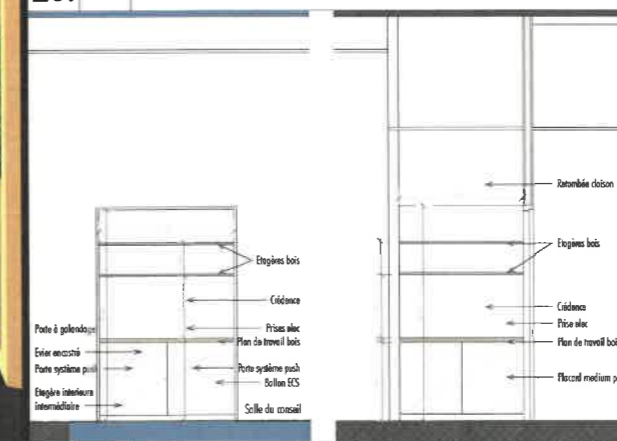 Etagères bois
Crédence
Prises elec
Plan de travail bois
Porte à galandage
Evier encastré
Porte système push
Etagère interieure
intermédiaire
Porte système push
Ballon ECS
Salle du conseil
Retombée cloison
Etagères bois
Crédence
Prise elec
Plan de travail bois
Placard medium p